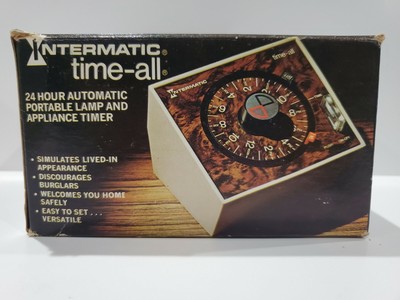 INTERMATIC®
time-all®
24 HOUR AUTOMATIC
PORTABLE LAMP AND
APPLIANCE TIMER
• SIMULATES LIVED-IN
APPEARANCE
• DISCOURAGES
BURGLARS
• WELCOMES YOU HOME
SAFELY
• EASY TO SET . . .
VERSATILE
INTERMATIC
Time-all